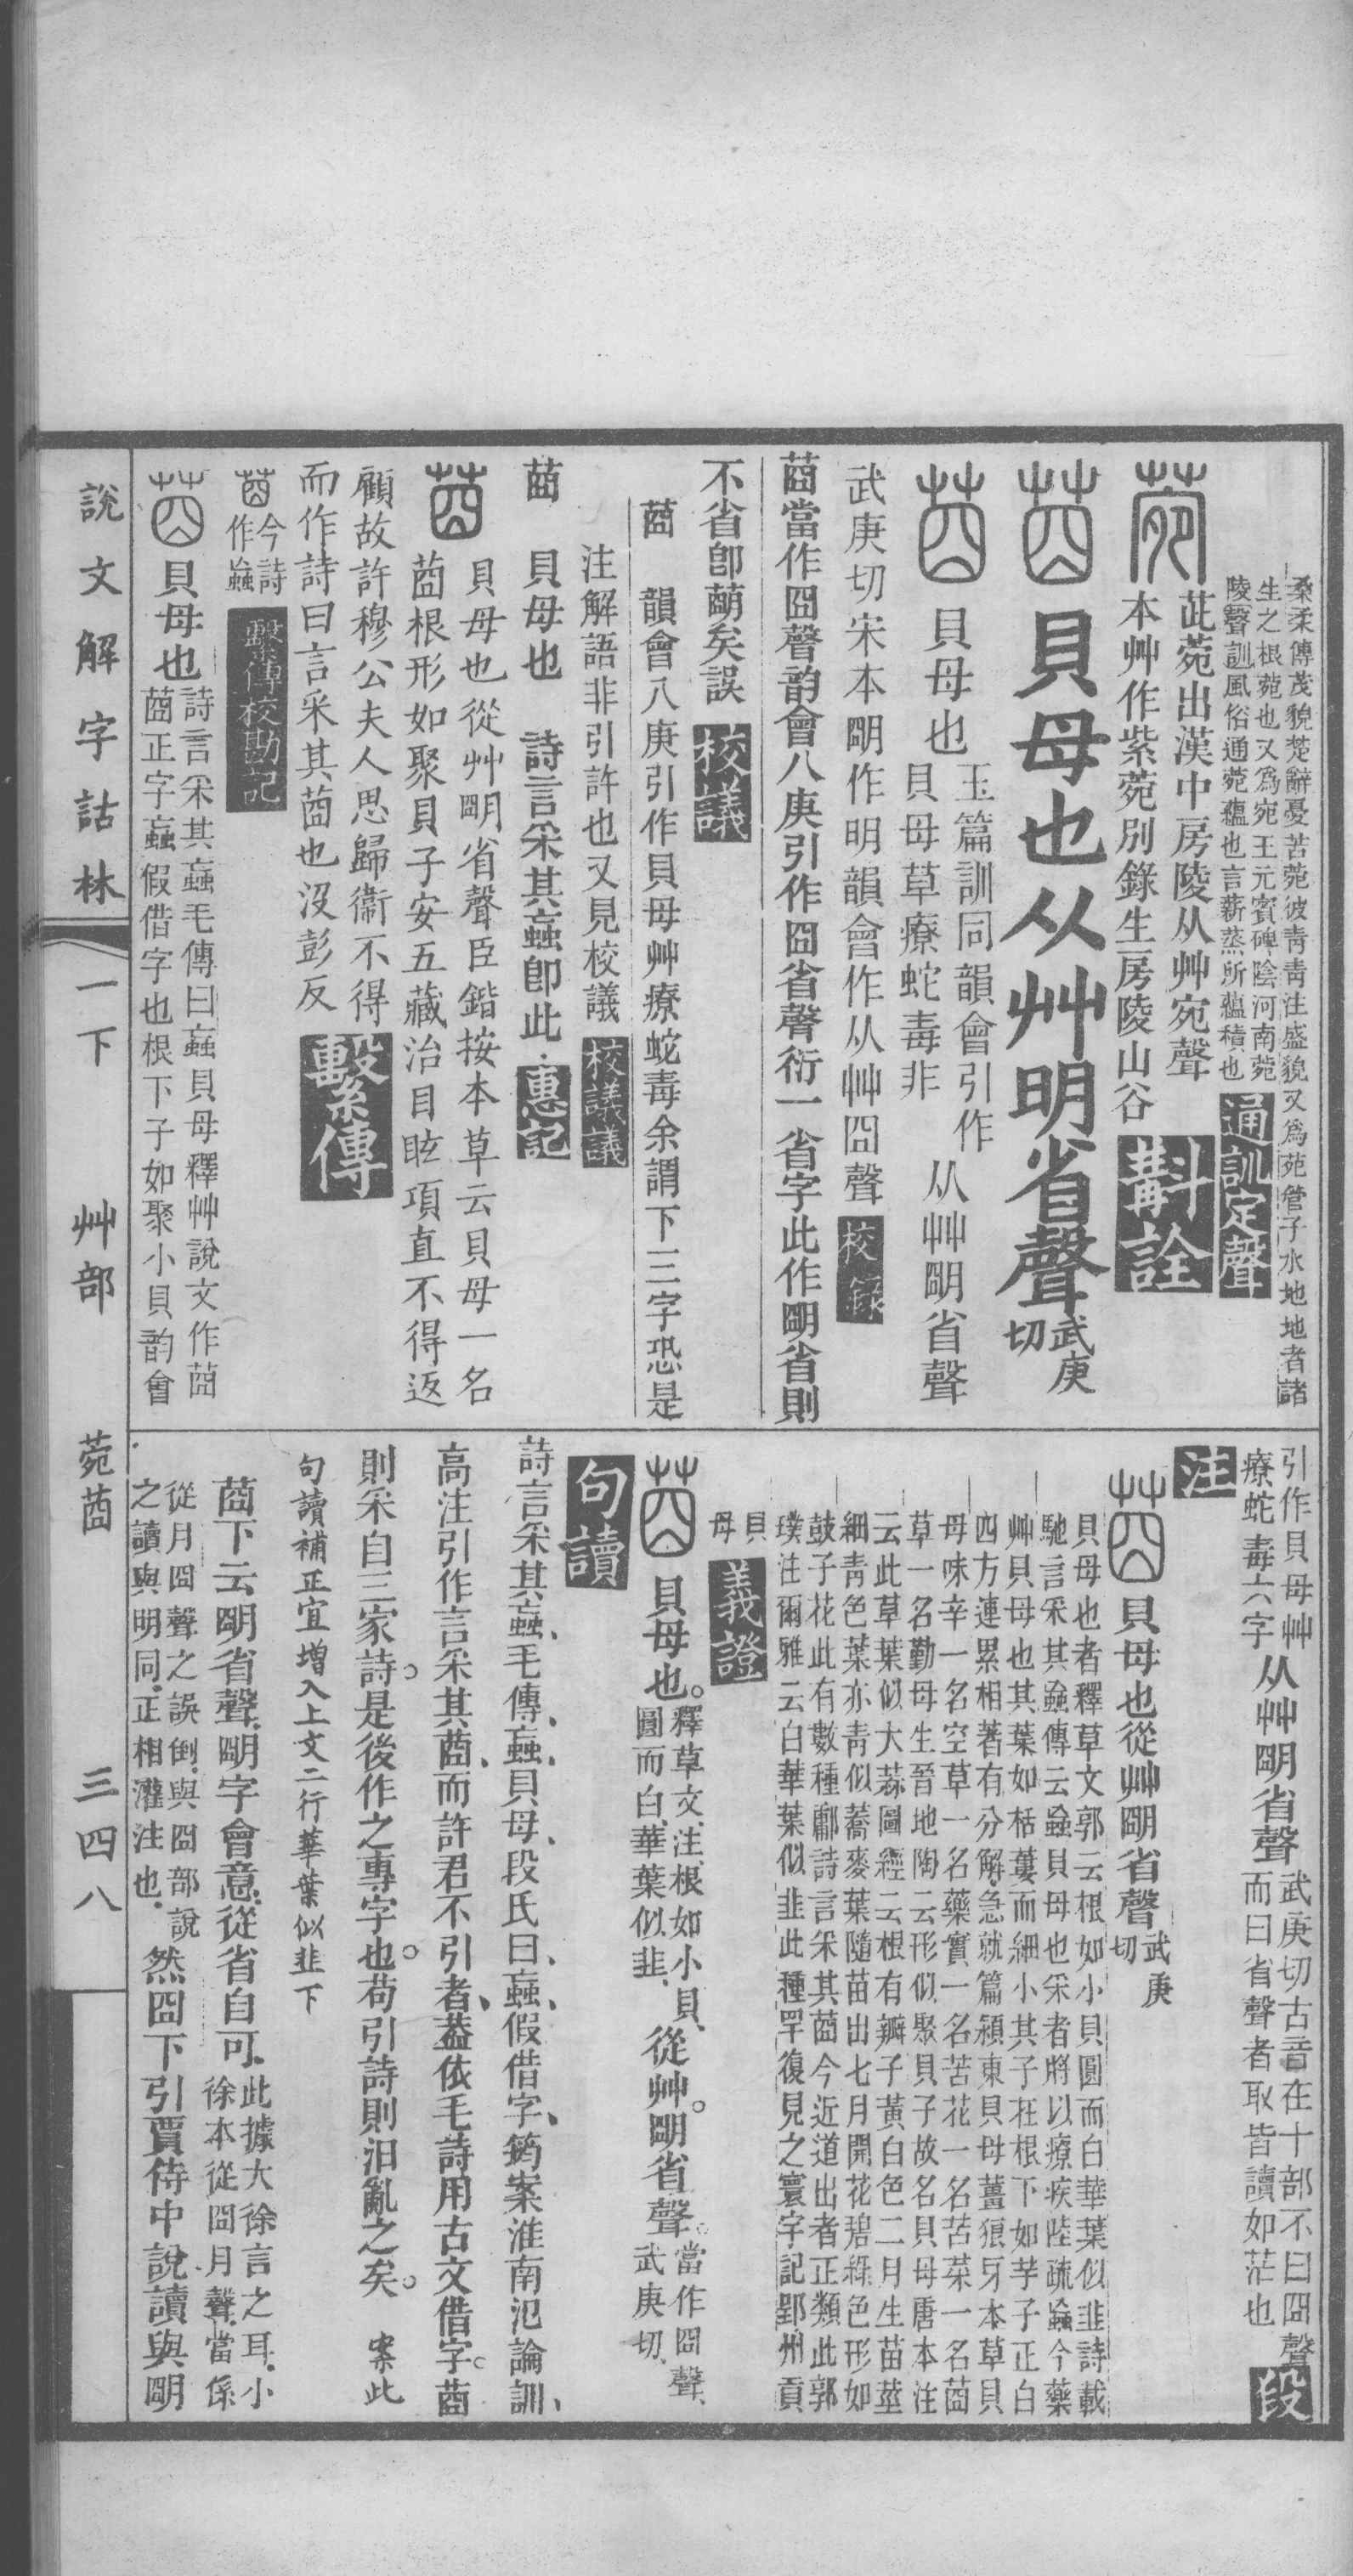 桑柔傳茂貌楚辭憂苦菀彼靑靑注盛貌又爲苑管子水地地者諸
生之根菀也又爲宛王元賓碑陰河南菀
陵聲訓風俗通菀蘊也言薪蒸所蘊積也
通訓定聲
茈菀出漢中房陵从艸宛聲
本艸作紫菀別錄生房陵山谷
斠詮
貝母也从艸明省聲
武庚
切
貝母也
玉篇訓同韻會引作
貝母草療蛇毒非
从艸朙省聲
武庚切宋本朙作明韻會作从艸囧聲
校錄
莔當作囧聲韵會八庚引作囧省聲衍一省字此作朙省則
不省卽萌矣誤
校議
莔 韻會八庚引作貝母艸療蛇毒余謂下三字恐是
注解語非引許也又見校議
校議議
莔 貝母也 詩言采其蝱卽此
惠記
貝母也從艸朙省聲臣鍇按本草云貝母一名
莔根形如聚貝子安五藏治目眩項直不得返
顧故許穆公夫人思歸衞不得
而作詩曰言采其莔也沒彭反
繫傳
莔
今詩
作蝱
繫傳校勘記
貝母也
詩言采其蝱毛傳曰蝱貝母釋艸說文作莔
莔正字蝱假借字也根下子如聚小貝韵會
引作貝母艸
療蛇毒六字
从艸朙省聲
武庚切古音在十部不曰囧聲
而曰省聲者取皆讀如茫也
段
注
貝母也從艸朙省聲
武庚
切
貝母也者釋草文郭云根如小貝圓而白華葉似韭詩載
馳言采其蝱傳云蝱貝母也采者將以療疾陸疏蝱今藥
艸貝母也其葉如栝蔞而細小其子在根下如芋子正白
四方連累相著有分解急就篇潁東貝母薑狼牙本草貝
母味辛一名空草一名藥實一名苦花一名苦菜一名莔
草一名勤母生晉地陶云形似聚貝子故名貝母唐本注
云此草葉似大蒜圖經云根有瓣子黃白色二月生苗莖
細靑色葉亦靑似蕎麥葉隨苗出七月開花碧綠色形如
鼓子花此有數種鄘詩言采其莔今近道出者正類此郭
璞注爾雅云白華葉似韭此種罕復見之寰宇記郢州貢
貝
母
義證
貝母也。
釋草文、注、根如小貝、
圓而白、華葉似韭、
從艸。朙省聲。
當作囧聲、
武庚切、
句讀
詩言采其蝱、毛傳、蝱、貝母、段氏曰、蝱、假借字、筠案淮南氾論訓、
高注引作言采其莔、而許君不引者、蓋依毛詩用古文借字。莔
則采自三家詩。是後作之專字也。苟引詩則汨亂之矣。 案此
句讀補正宜增入上文二行華葉似韭下
莔下云朙省聲、朙字會意、從省自可、
此據大徐言之耳、小
徐本從囧月聲、當係
從月囧聲之誤倒、與囧部說
之讀與明同、正相灌注也、
然囧下引賈侍中說讀與朙
說文解字詁林 一下 艸部 菀莔 三四八